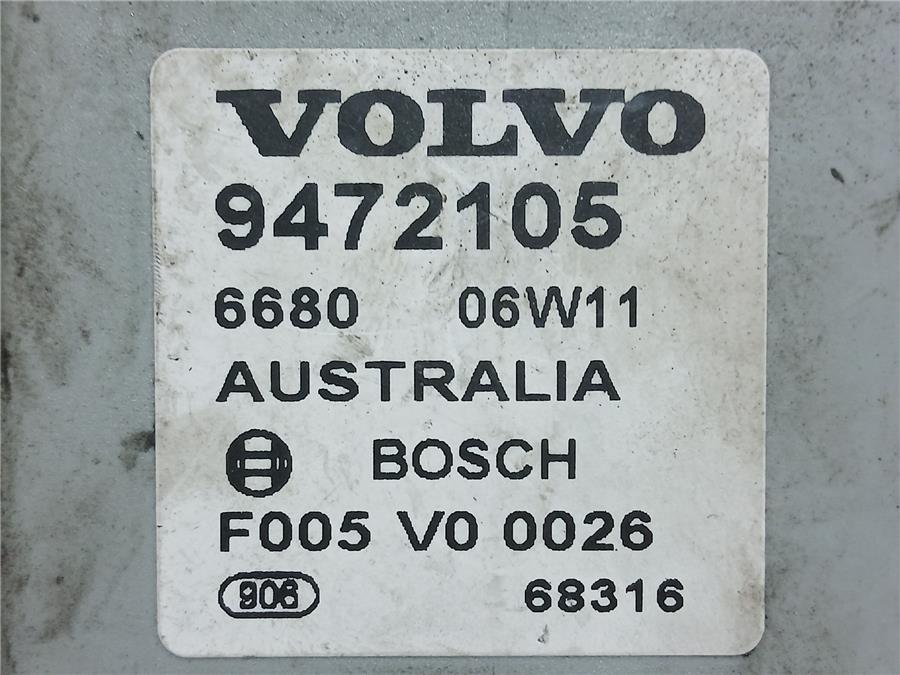 VOLVO
9472105
6680 06W11
AUSTRALIA
BOSCH
F005 V0 0026
906 68316